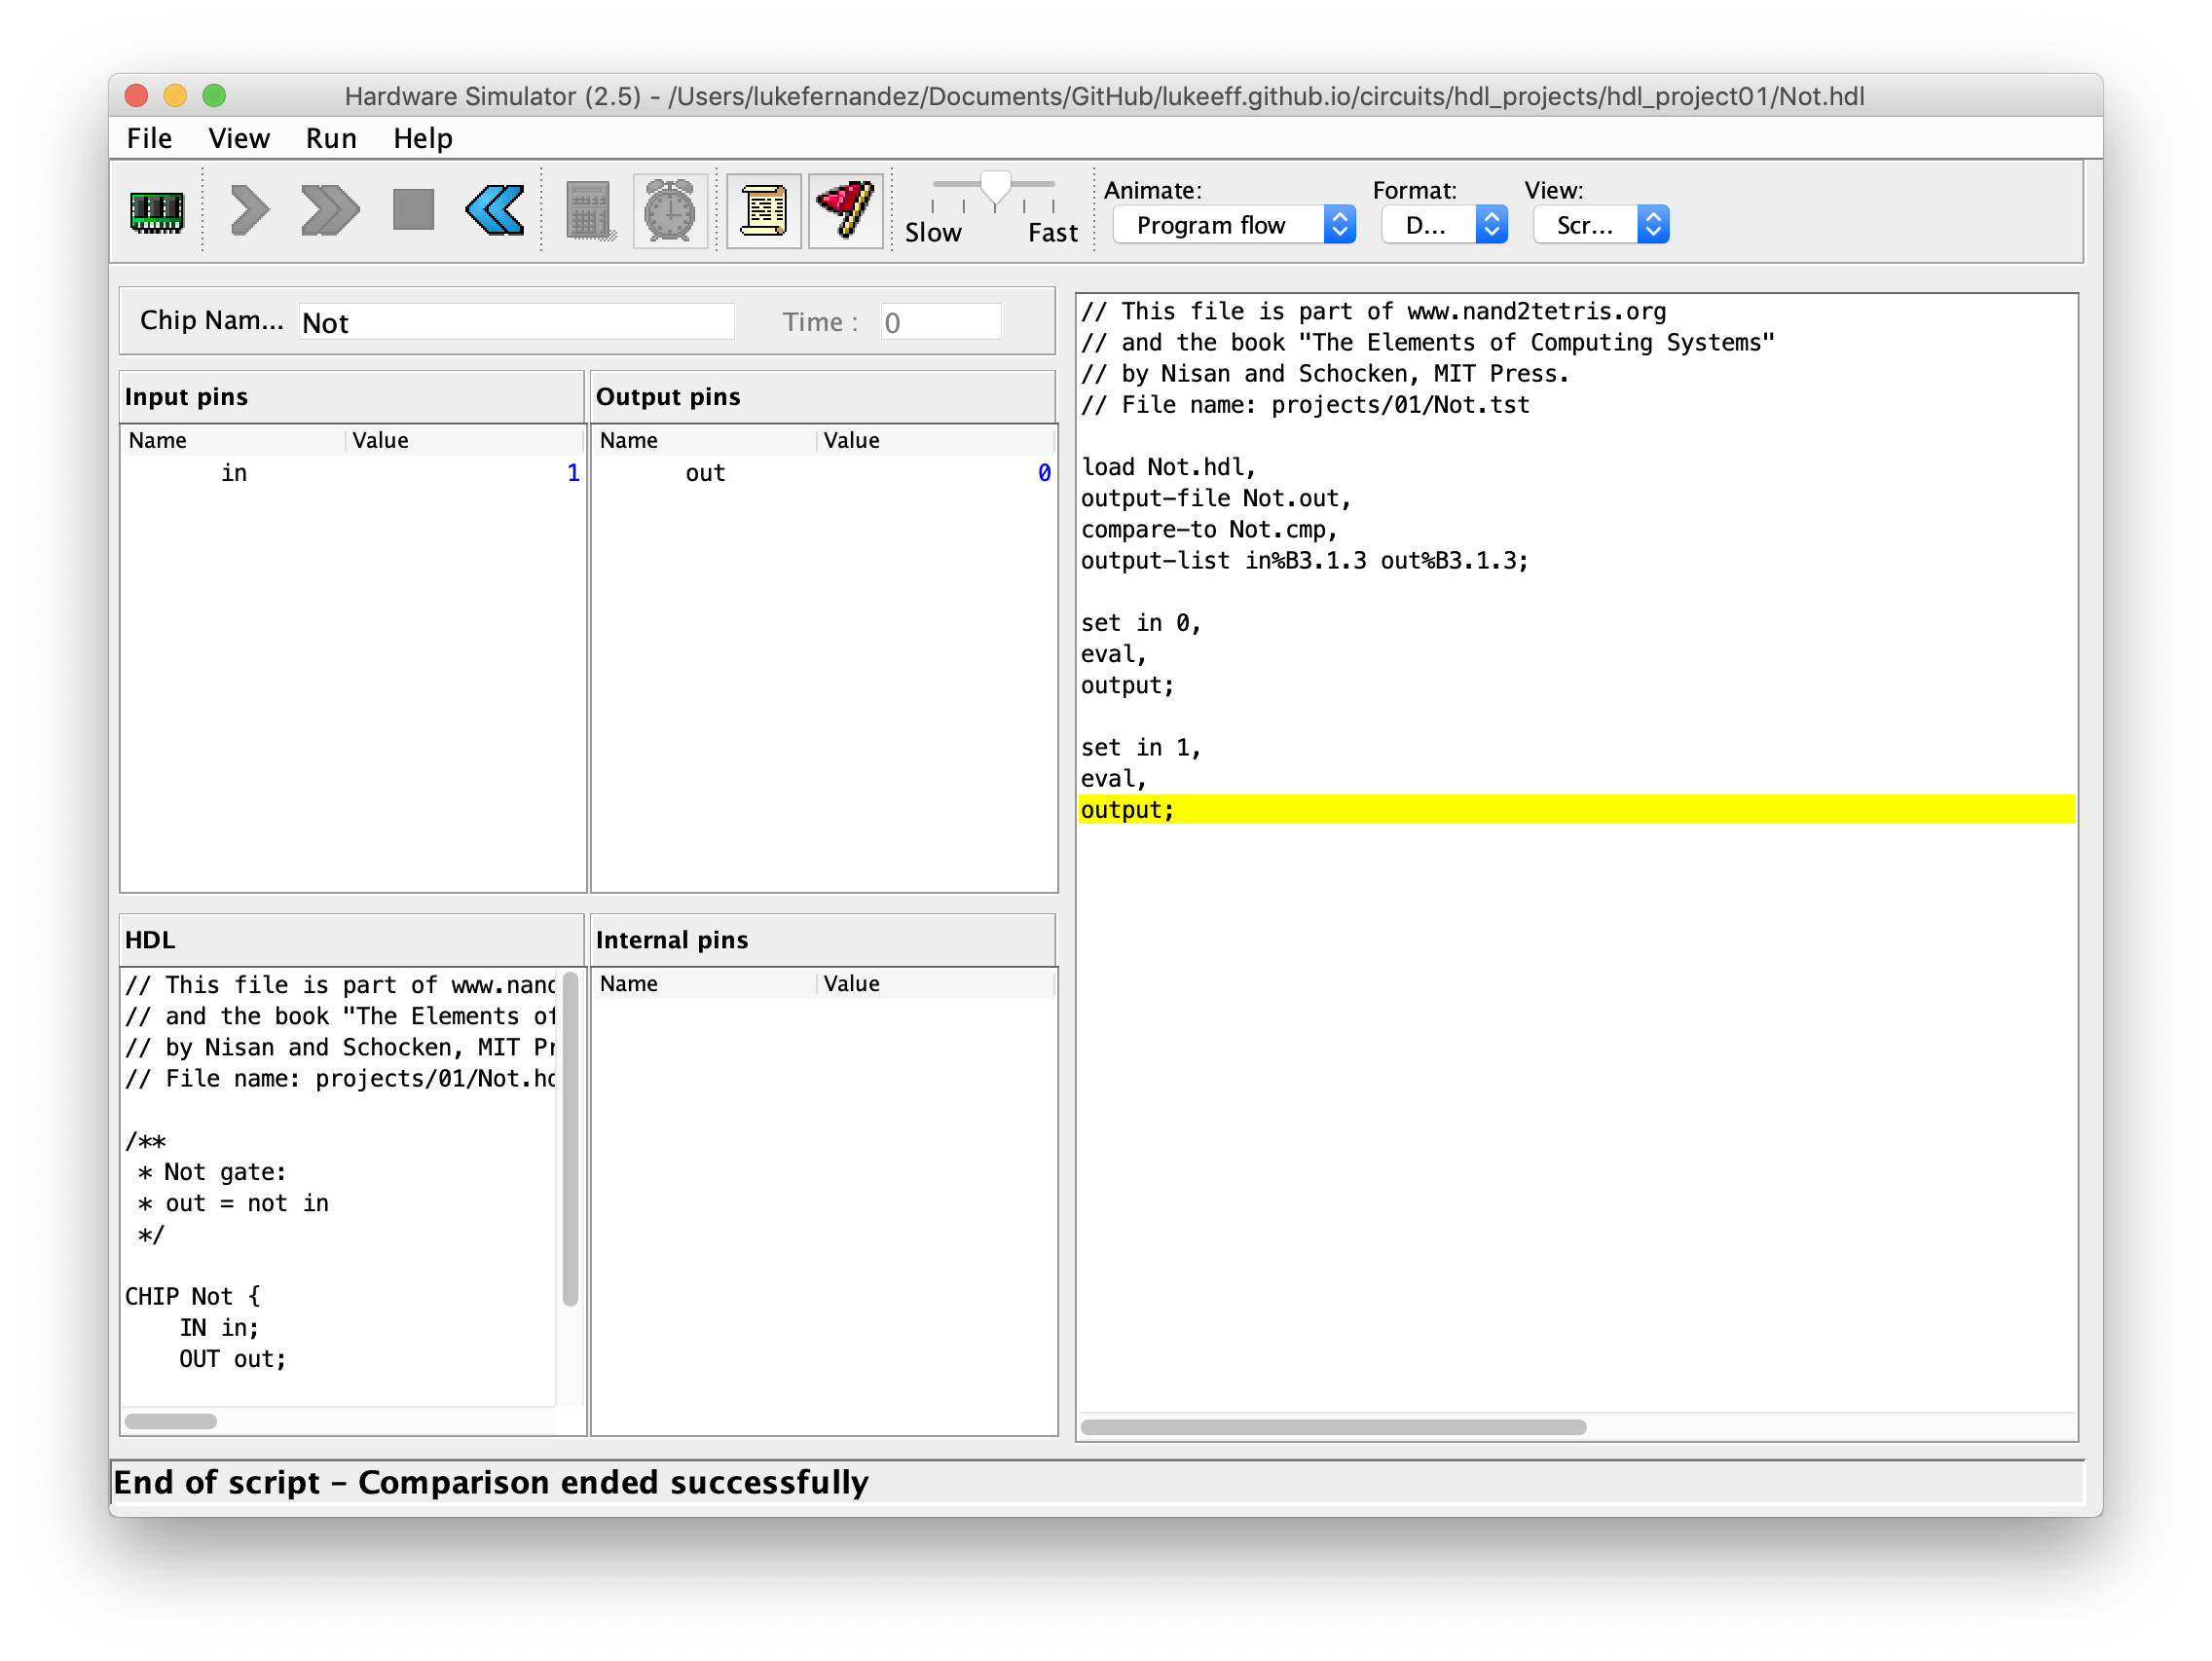 Hardware Simulator (2.5) - /Users/lukefernandez/Documents/GitHub/lukeeff.github.io/circuits/hdl_projects/hdl_project01/Not.hdl
File View Run Help
Slow Fast
Animate: Format: View:
Program flow D... Scr...
Chip Nam... Not Time : 0
Input pins
Name Value
in 1
Output pins
Name Value
out 0
HDL
// This file is part of www.nand
// and the book "The Elements of
// by Nisan and Schocken, MIT Pr
// File name: projects/01/Not.hd
/**
* Not gate:
* out = not in
*/
CHIP Not {
IN in;
OUT out;
Internal pins
Name Value
// This file is part of www.nand2tetris.org
// and the book "The Elements of Computing Systems"
// by Nisan and Schocken, MIT Press.
// File name: projects/01/Not.tst
load Not.hdl,
output-file Not.out,
compare-to Not.cmp,
output-list in%B3.1.3 out%B3.1.3;
set in 0,
eval,
output;
set in 1,
eval,
output;
End of script - Comparison ended successfully